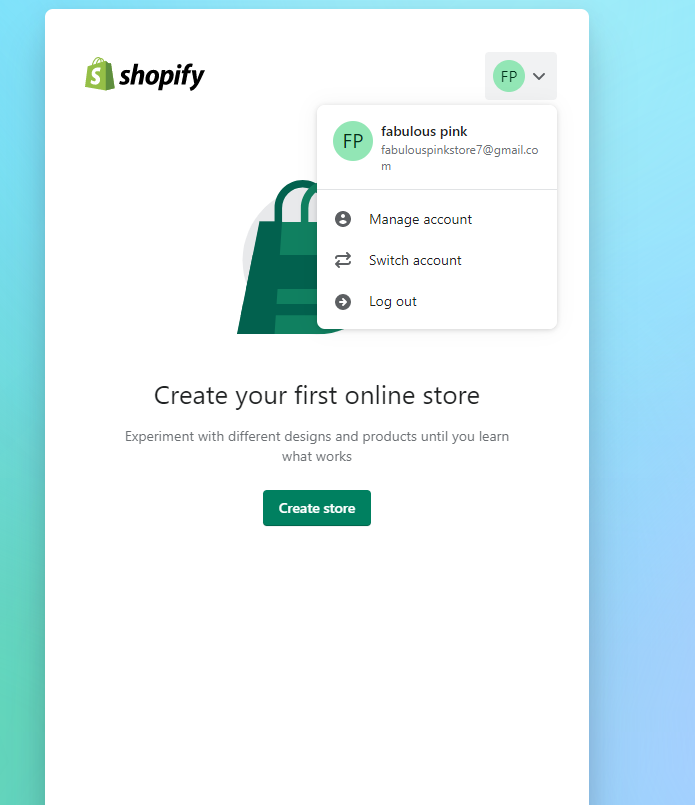 shopify
FP
FP
fabulous pink
fabulouspinkstore7@gmail.co
m
Manage account
Switch account
Log out
Create your first online store
Experiment with different designs and products until you learn
what works
Create store